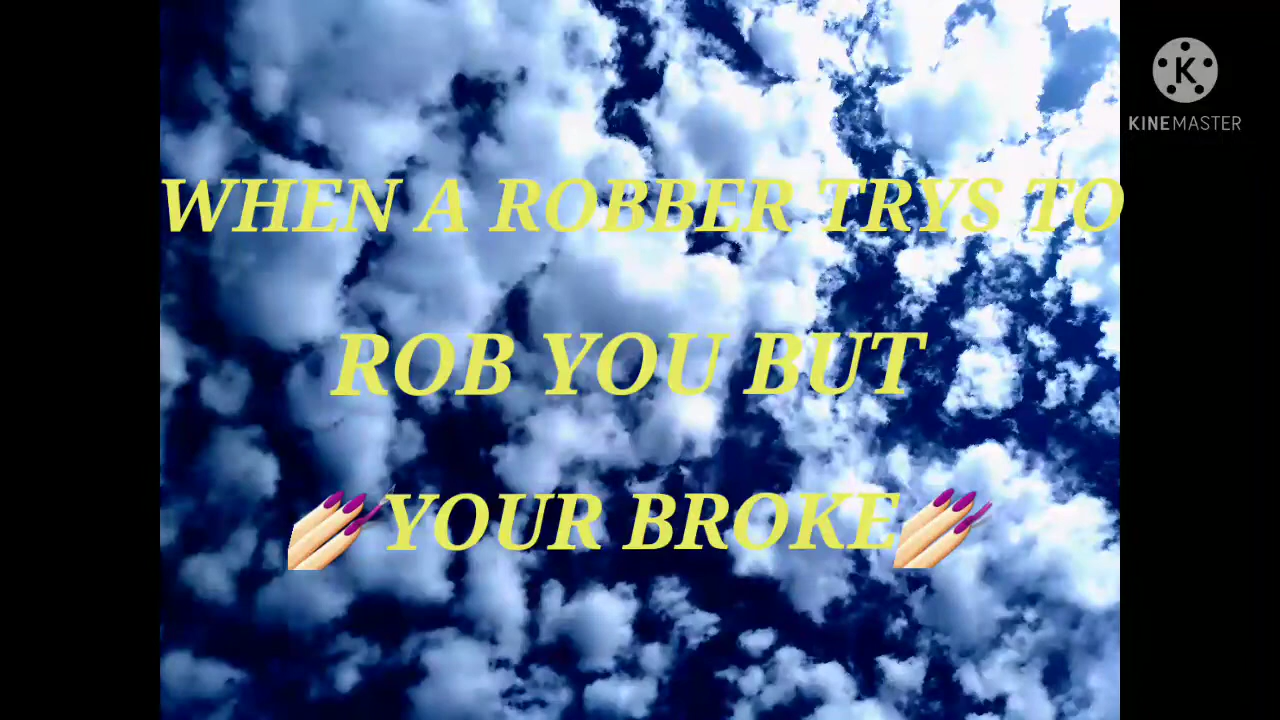 WHEN A ROBBER TRYS TO
ROB YOU BUT
💅YOUR BROKE💅
K
KINEMASTER